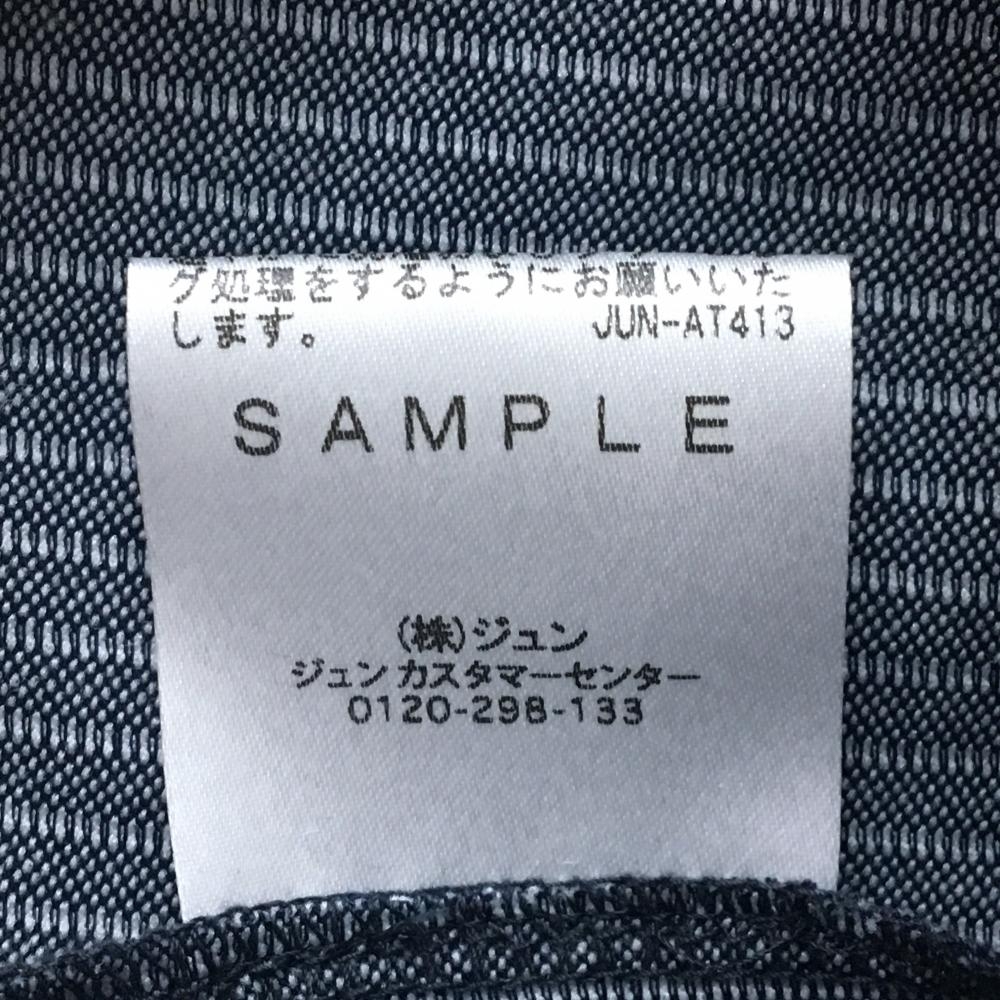 グ処理をするようにお願いいた
します。 JUN-AT413
SAMPLE
(株)ジュン
ジュンカスタマーセンター
0120-298-133